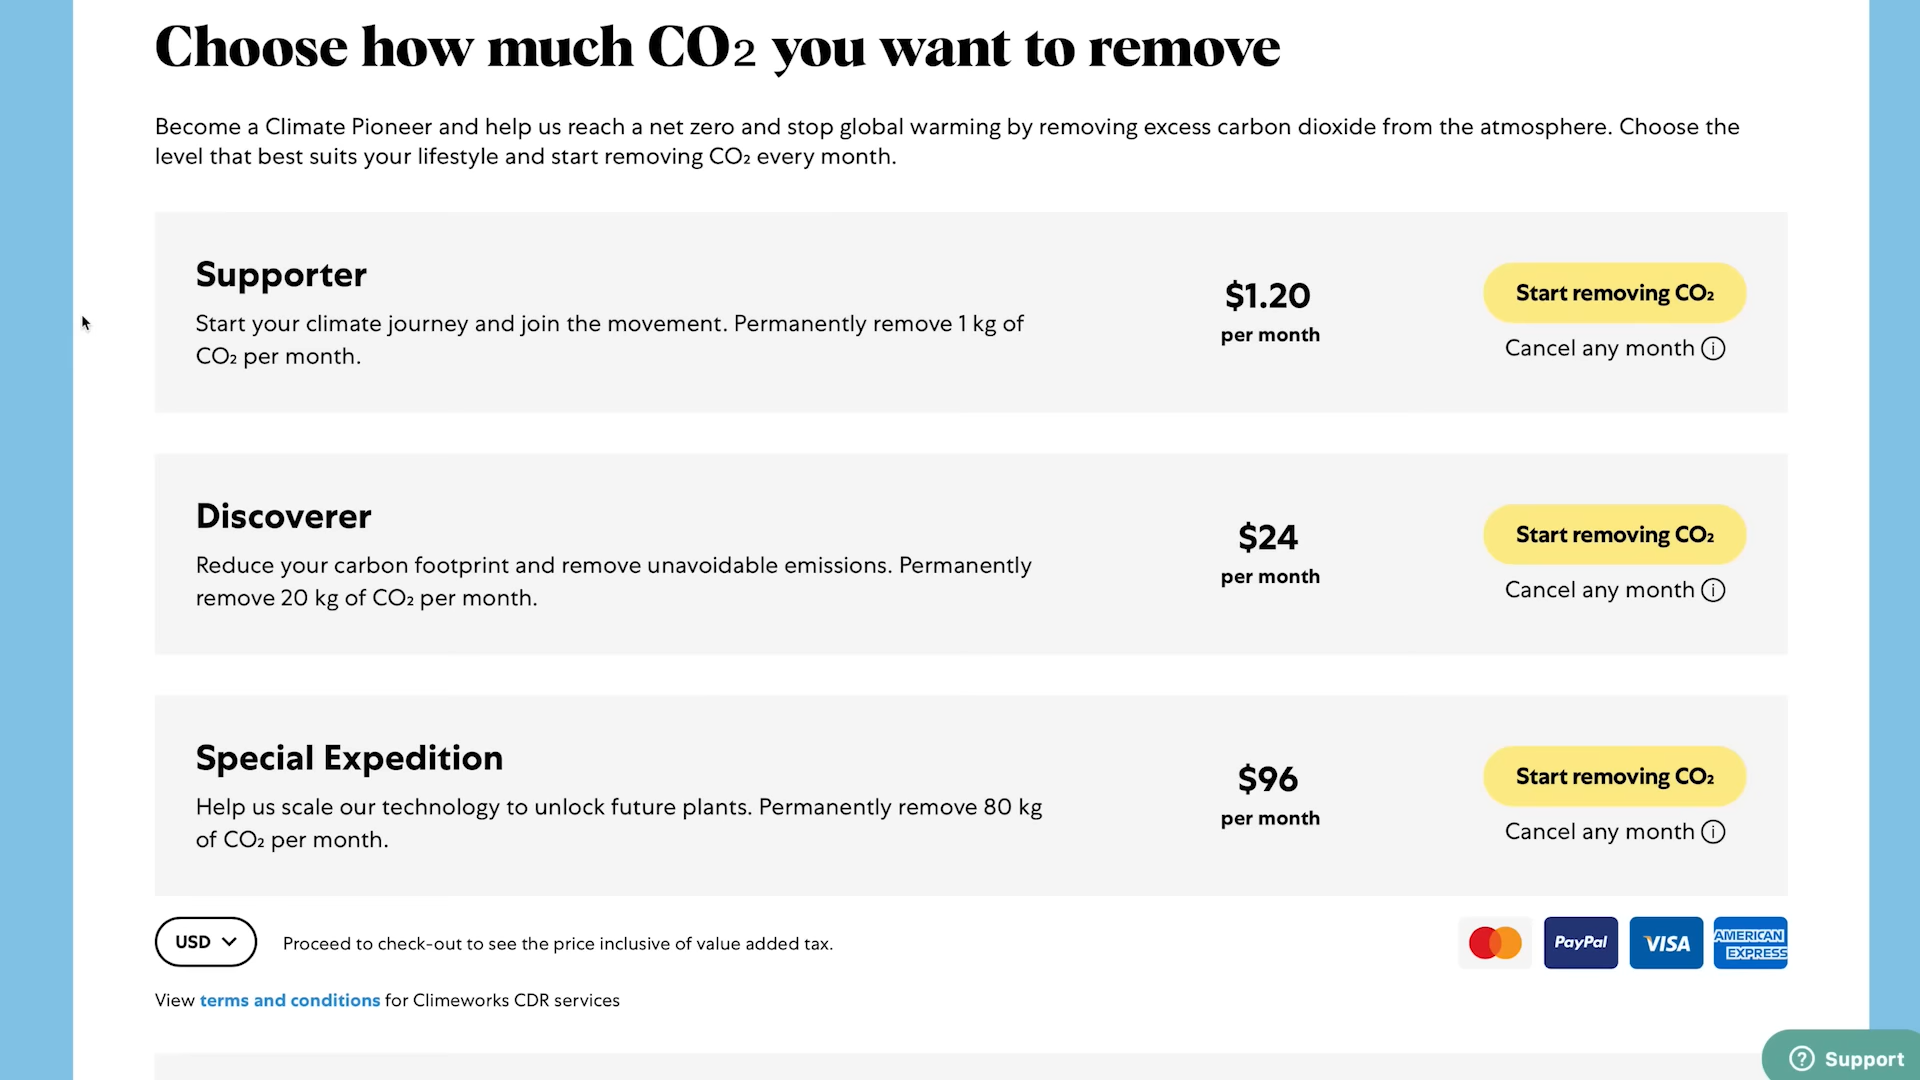 Choose how much CO₂ you want to remove
Become a Climate Pioneer and help us reach a net zero and stop global warming by removing excess carbon dioxide from the atmosphere. Choose the
level that best suits your lifestyle and start removing CO₂ every month.
Supporter
Start your climate journey and join the movement. Permanently remove 1 kg of
CO₂ per month.
$1.20
per month
Start removing CO₂
Cancel any month
Discoverer
Reduce your carbon footprint and remove unavoidable emissions. Permanently
remove 20 kg of CO₂ per month.
$24
per month
Start removing CO₂
Cancel any month
Special Expedition
Help us scale our technology to unlock future plants. Permanently remove 80 kg
of CO₂ per month.
$96
per month
Start removing CO₂
Cancel any month
USD
Proceed to check-out to see the price inclusive of value added tax.
PayPal
VISA
AMERICAN
EXPRESS
View terms and conditions for Climeworks CDR services
Support